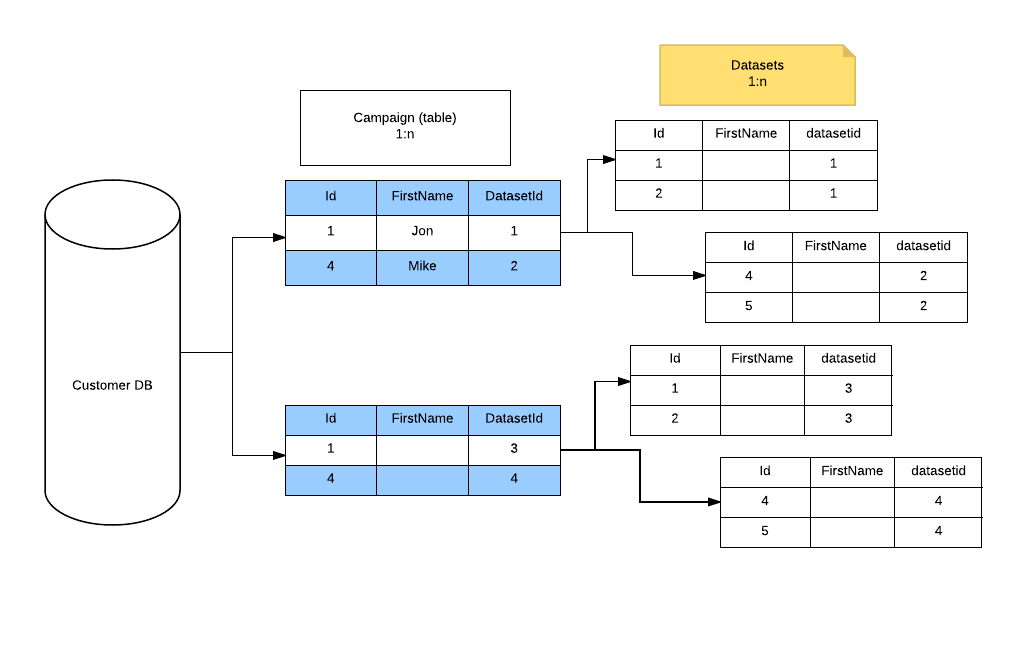 Datasets
1:n
Campaign (table)
1:n
Id FirstName datasetid
1 1
2 1
Id FirstName DatasetId
1 Jon 1
4 Mike 2
Id FirstName datasetid
4 2
5 2
Customer DB
Id FirstName datasetid
1 3
2 3
Id FirstName DatasetId
1 3
4 4
Id FirstName datasetid
4 4
5 4